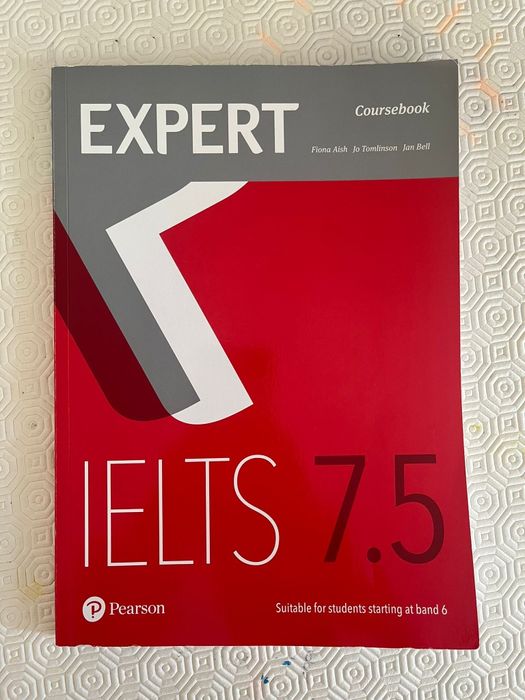 EXPERT
Coursebook
Fiona Aish Jo Tomlinson Jan Bell
IELTS 7.5
Pearson
Suitable for students starting at band 6